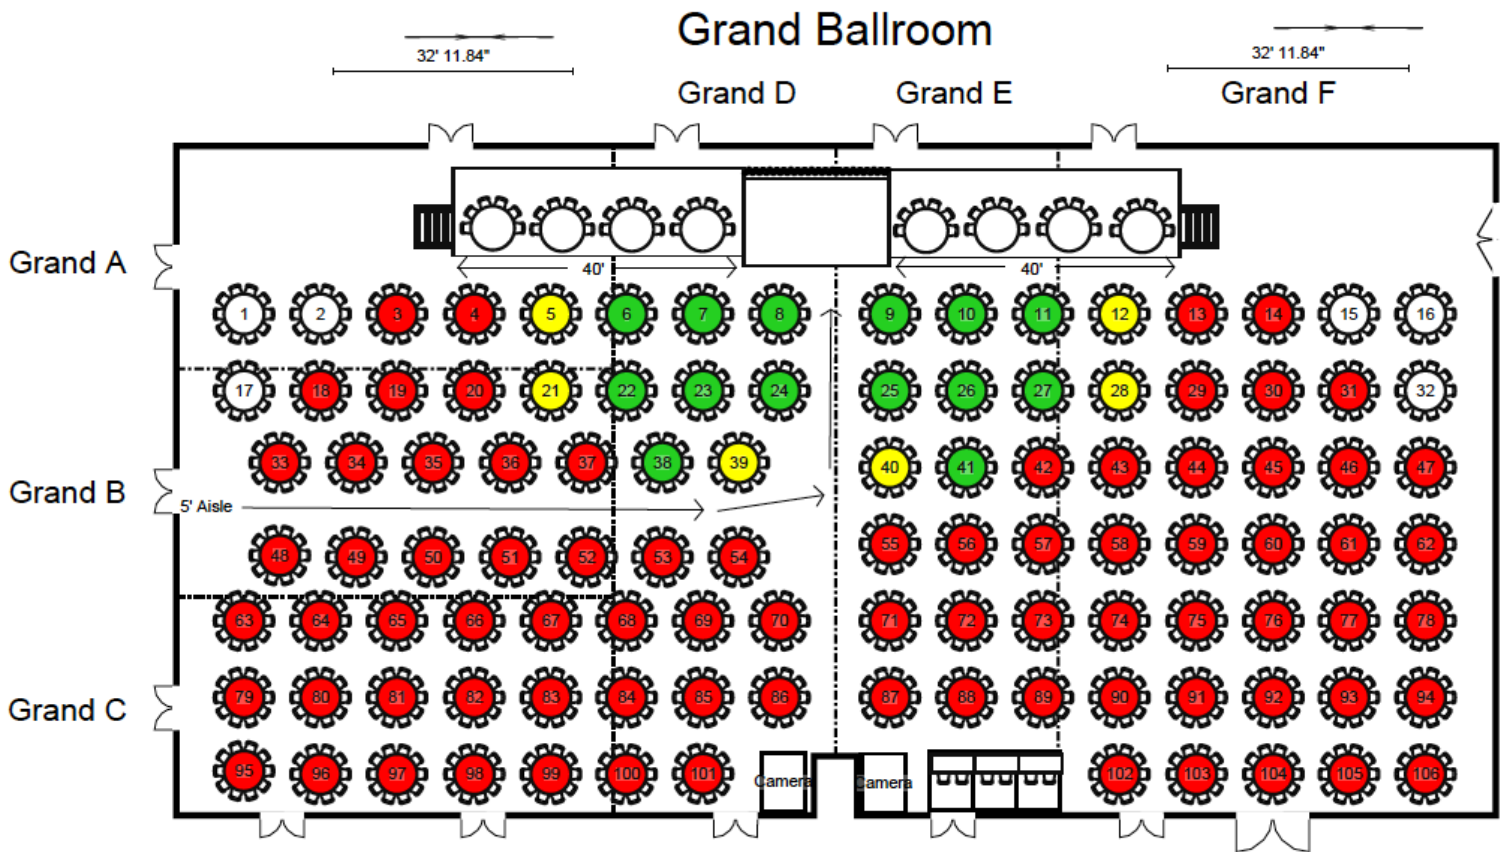 Grand Ballroom
32' 11.84"
32' 11.84"
Grand D
Grand E
Grand F
Grand A
40'
40'
1 2 3 4 5 6 7 8 9 10 11 12 13 14 15 16
17 18 19 20 21 22 23 24 25 26 27 28 29 30 31 32
33 34 35 36 37 38 39 40 41 42 43 44 45 46 47
Grand B
5' Aisle
48 49 50 51 52 53 54 55 56 57 58 59 60 61 62
63 64 65 66 67 68 69 70 71 72 73 74 75 76 77 78
Grand C
79 80 81 82 83 84 85 86 87 88 89 90 91 92 93 94
95 96 97 98 99 100 101 Camera Camera 102 103 104 105 106